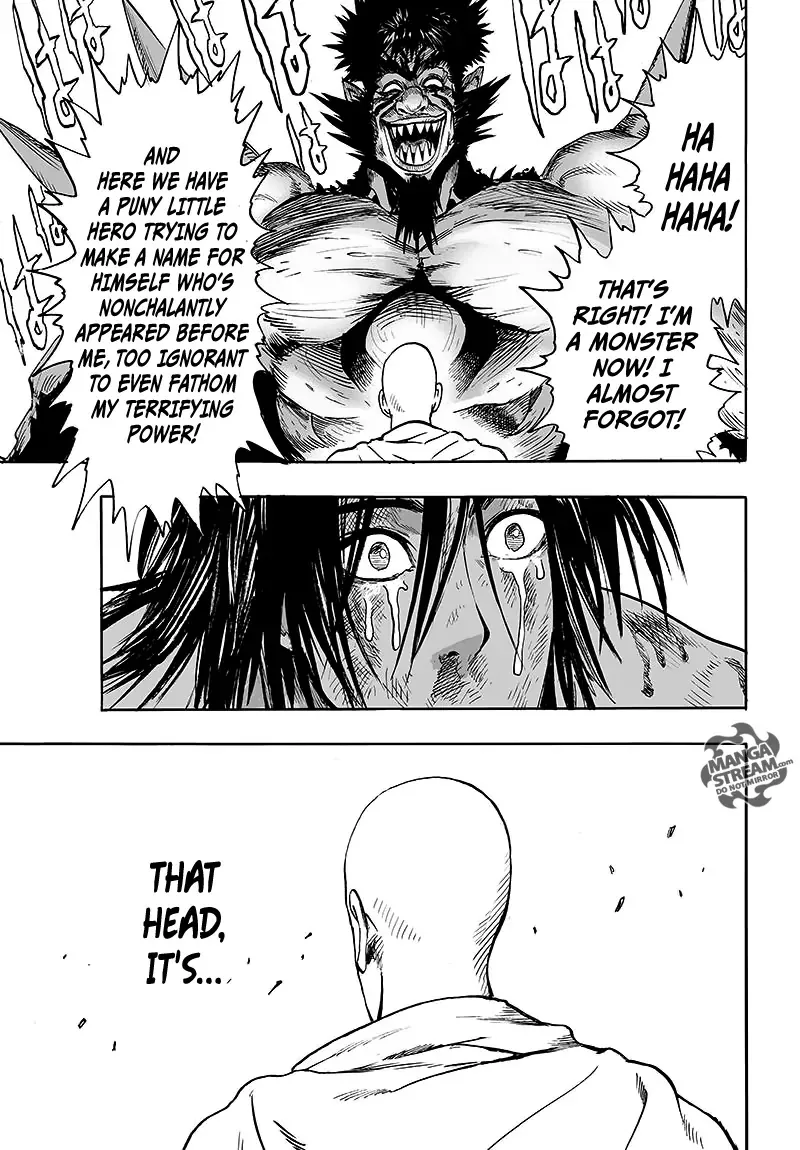 HA
HAHA
HAHA!
THAT'S
RIGHT! I'M
A MONSTER
NOW! I
ALMOST
FORGOT!
AND
HERE WE HAVE
A PUNY LITTLE
HERO TRYING TO
MAKE A NAME FOR
HIMSELF WHO'S
NONCHALANTLY
APPEARED BEFORE
ME, TOO IGNORANT
TO EVEN FATHOM
MY TERRIFYING
POWER!
MANGA
STREAM.com
DO NOT MIRROR
THAT
HEAD,
IT'S...